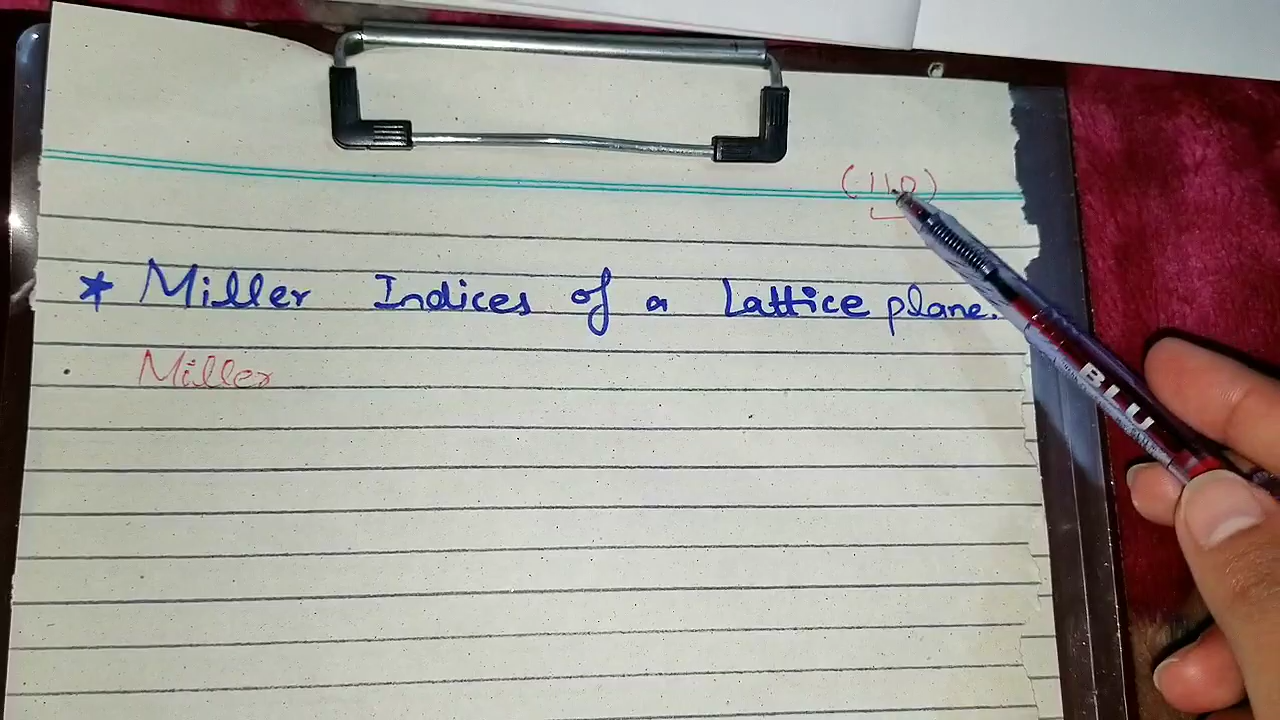 (110)
* Miller Indices of a Lattice plane.
• Miller
BLU